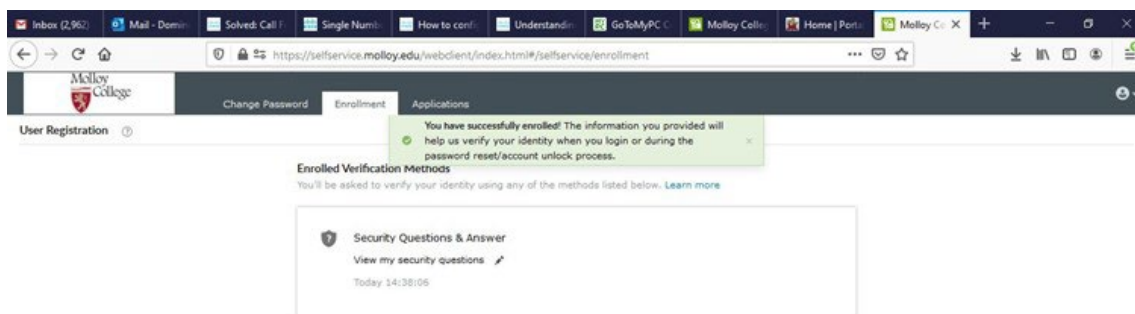 Inbox (2,962)
Mail - Domin
Solved: Call F
Single Numb
How to confi
Understandin
GoToMyPC C
Molloy Colleg
Home | Porta
Molloy Co
https://selfservice.molloy.edu/webclient/index.html#/selfservice/enrollment
Molloy
College
Change Password
Enrollment
Applications
User Registration
You have successfully enrolled! The information you provided will
help us verify your identity when you login or during the
password reset/account unlock process.
Enrolled Verification Methods
You'll be asked to verify your identity using any of the methods listed below. Learn more
Security Questions & Answer
View my security questions
Today 14:38:06